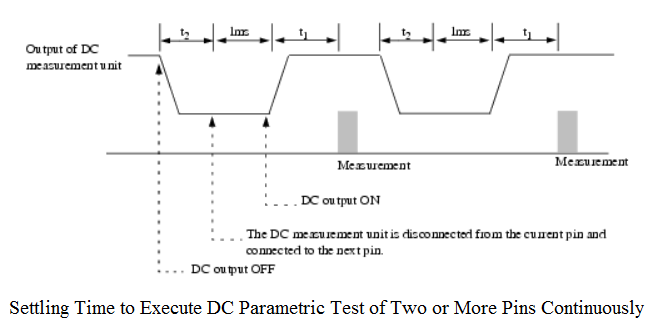 t2 1ms t1 t2 1ms t1
Output of DC
measurement unit
Measurement Measurement
DC output ON
The DC measurement unit is disconnected from the current pin and
connected to the next pin.
DC output OFF
Settling Time to Execute DC Parametric Test of Two or More Pins Continuously